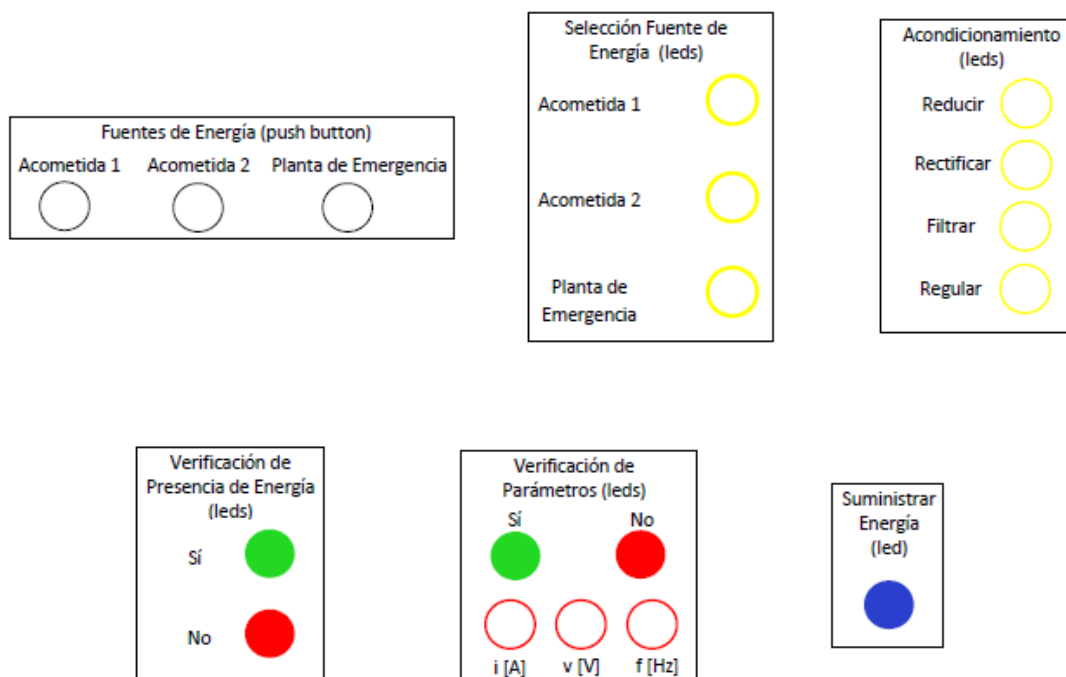 Fuentes de Energía (push button)
Acometida 1 Acometida 2 Planta de Emergencia
Selección Fuente de
Energía (leds)
Acometida 1
Acometida 2
Planta de
Emergencia
Acondicionamiento
(leds)
Reducir
Rectificar
Filtrar
Regular
Verificación de
Presencia de Energía
(leds)
Sí
No
Verificación de
Parámetros (leds)
Sí No
i [A] v [V] f [Hz]
Suministrar
Energía
(led)